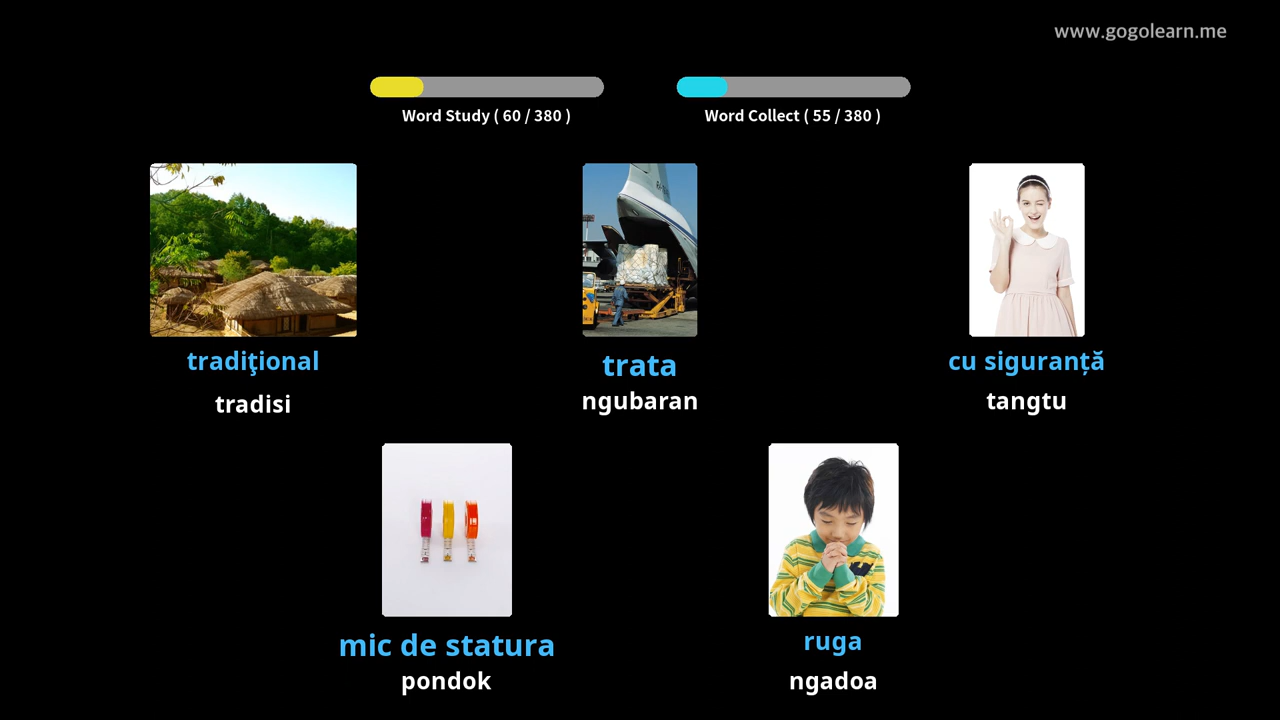 www.gogolearn.me
Word Study ( 60 / 380 )
Word Collect ( 55 / 380 )
tradiţional
tradisi
trata
ngubaran
cu siguranță
tangtu
mic de statura
pondok
ruga
ngadoa